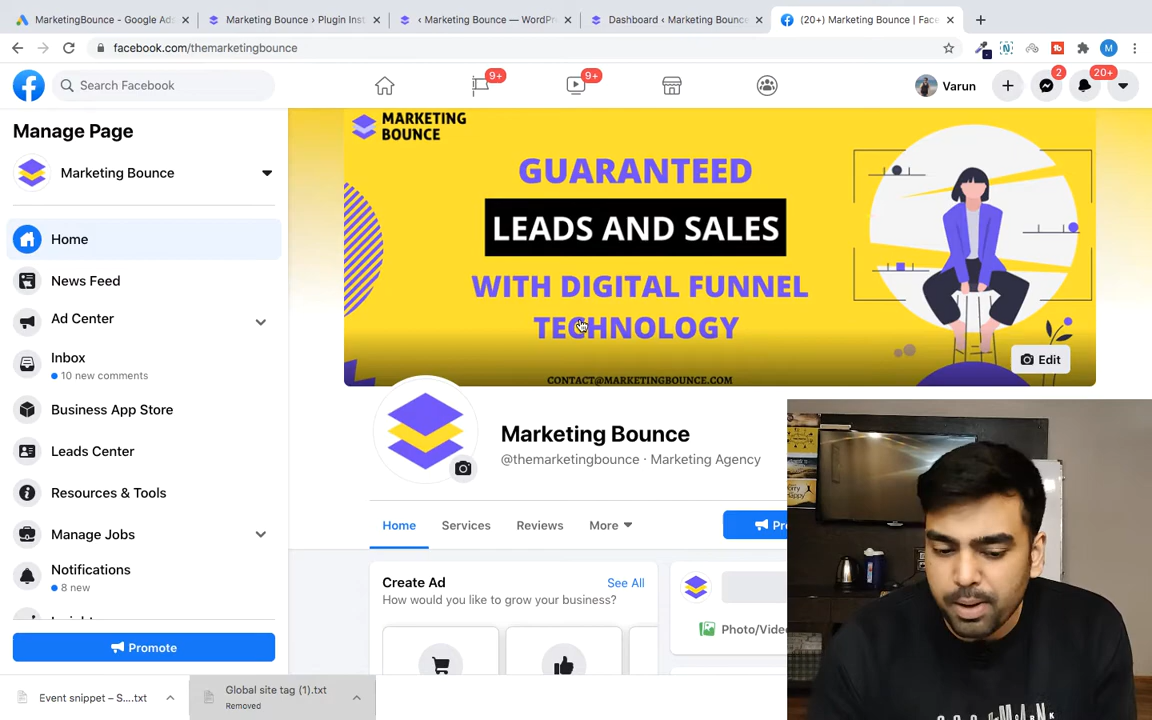 MarketingBounce - Google Ads
Marketing Bounce › Plugin Inst
‹ Marketing Bounce — WordPr
Dashboard ‹ Marketing Bounce
(20+) Marketing Bounce | Face
facebook.com/themarketingbounce
Search Facebook
9+
9+
Varun
2
20+
M
Manage Page
Marketing Bounce
Home
News Feed
Ad Center
Inbox
10 new comments
Business App Store
Leads Center
Resources & Tools
Manage Jobs
Notifications
8 new
Promote
MARKETING
BOUNCE
GUARANTEED
LEADS AND SALES
WITH DIGITAL FUNNEL
TECHNOLOGY
CONTACT@MARKETINGBOUNCE.COM
Edit
Marketing Bounce
@themarketingbounce · Marketing Agency
Home Services Reviews More
Create Ad See All
How would you like to grow your business?
Photo/Vide
Event snippet – S....txt
Global site tag (1).txt
Removed